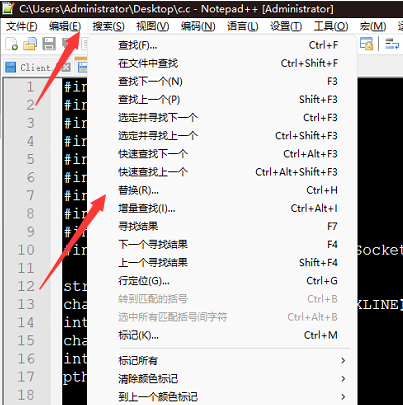 C:\Users\Administrator\Desktop\c.c - Notepad++ [Administrator]
文件(F) 编辑(E) 搜索(S) 视图(V) 编码(N) 语言(L) 设置(T) 工具(O) 宏(M)
Client.
查找(F)... Ctrl+F
在文件中查找 Ctrl+Shift+F
查找下一个(N) F3
查找上一个(P) Shift+F3
选定并寻找下一个 Ctrl+F3
选定并寻找上一个 Ctrl+Shift+F3
快速查找下一个 Ctrl+Alt+F3
快速查找上一个 Ctrl+Alt+Shift+F3
替换(R)... Ctrl+H
增量查找(I)... Ctrl+Alt+I
寻找结果 F7
下一个寻找结果 F4
上一个寻找结果 Shift+F4
行定位(G)... Ctrl+G
转到匹配的括号 Ctrl+B
选中所有匹配括号间字符 Ctrl+Alt+B
标记(K)... Ctrl+M
标记所有
清除颜色标记
到上一个颜色标记
1 #in
2 #in
3 #in
4 #in
5 #in
6 #in
7 #in
8 #in
9 #in
10 #in Socket
11
12 str
13 cha XLINE]
14 int
15 cha
16 int
17 pth
18